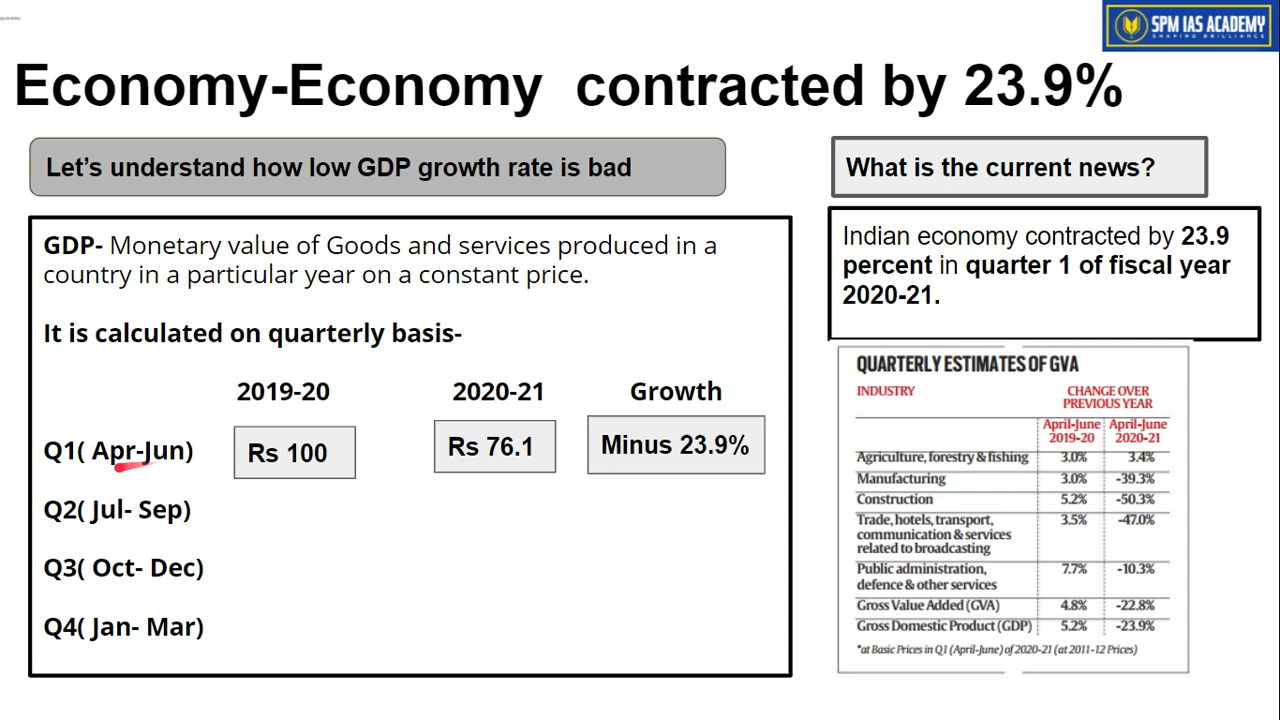 SPM IAS ACADEMY
SHAPING BRILLIANCE
Economy-Economy contracted by 23.9%
Let's understand how low GDP growth rate is bad
GDP- Monetary value of Goods and services produced in a
country in a particular year on a constant price.
It is calculated on quarterly basis-
2019-20 2020-21 Growth
Q1( Apr-Jun) Rs 100 Rs 76.1 Minus 23.9%
Q2( Jul- Sep)
Q3( Oct- Dec)
Q4( Jan- Mar)
What is the current news?
Indian economy contracted by 23.9
percent in quarter 1 of fiscal year
2020-21.
QUARTERLY ESTIMATES OF GVA
INDUSTRY CHANGE OVER
PREVIOUS YEAR
April-June April-June
2019-20 2020-21
Agriculture, forestry & fishing 3.0% 3.4%
Manufacturing 3.0% -39.3%
Construction 5.2% -50.3%
Trade, hotels, transport, 3.5% -47.0%
communication & services
related to broadcasting
Public administration, 7.7% -10.3%
defence & other services
Gross Value Added (GVA) 4.8% -22.8%
Gross Domestic Product (GDP) 5.2% -23.9%
*at Basic Prices in Q1 (April-June) of 2020-21 (at 2011-12 Prices)